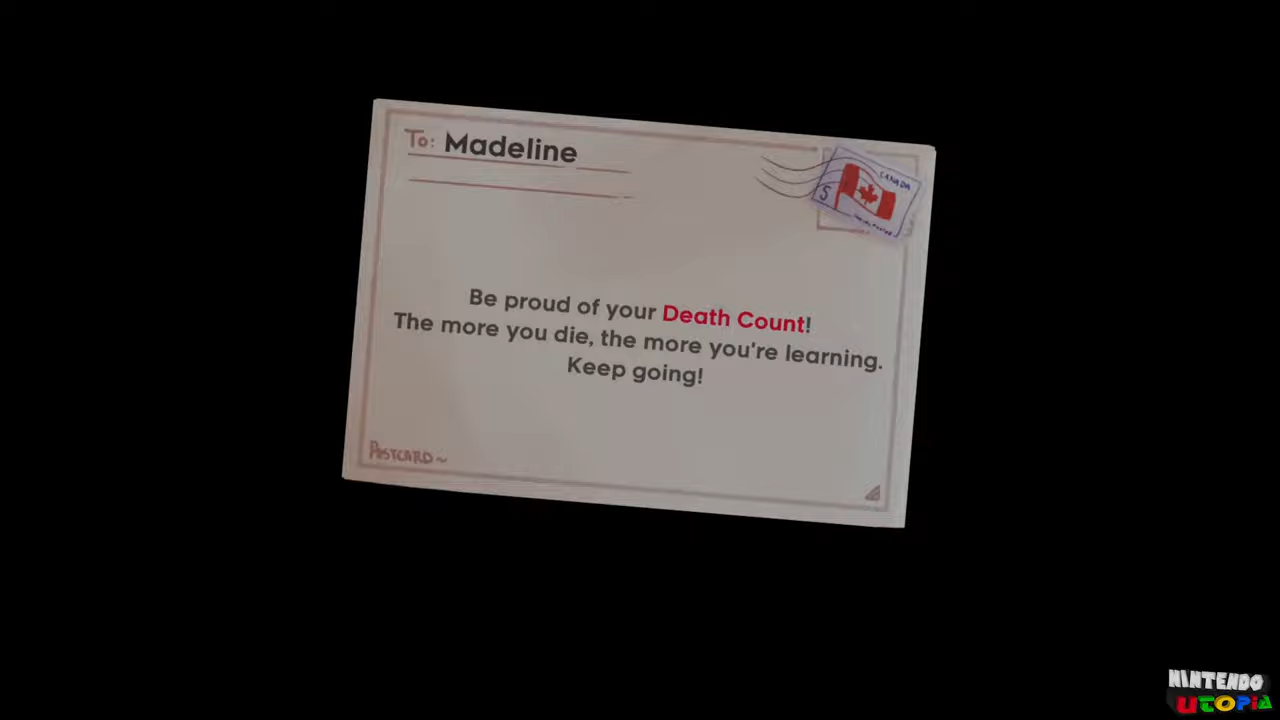 To: Madeline
CANADA
5
Be proud of your Death Count!
The more you die, the more you're learning.
Keep going!
POSTCARD~
NINTENDO
UTOPiA